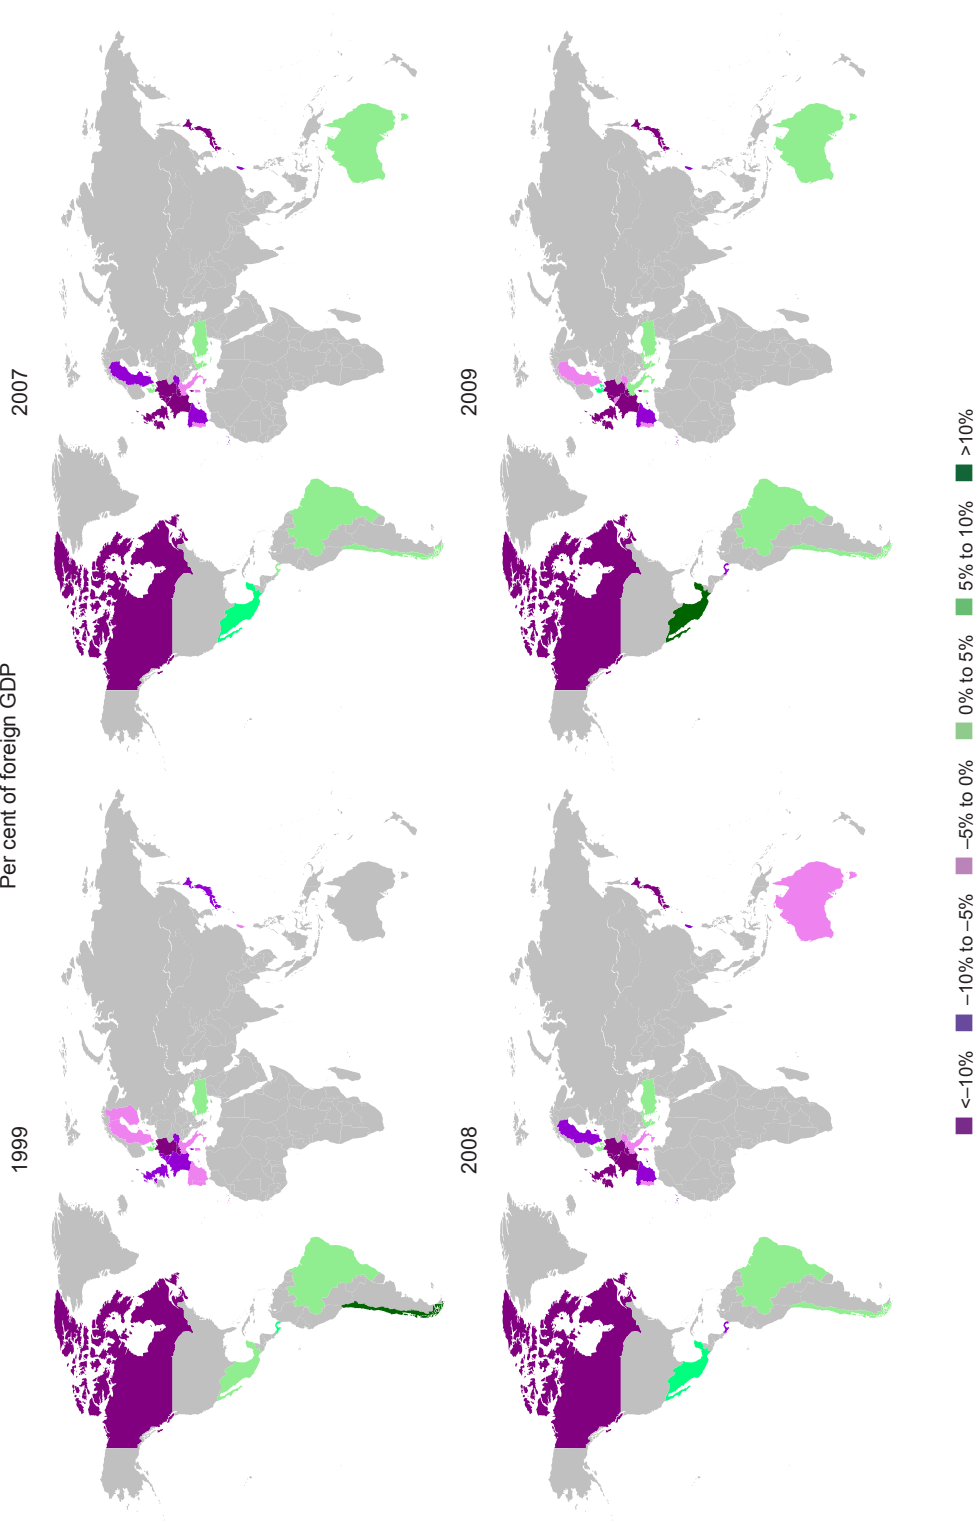 Per cent of foreign GDP
1999
2007
2008
2009
<–10%
–10% to –5%
–5% to 0%
0% to 5%
5% to 10%
>10%